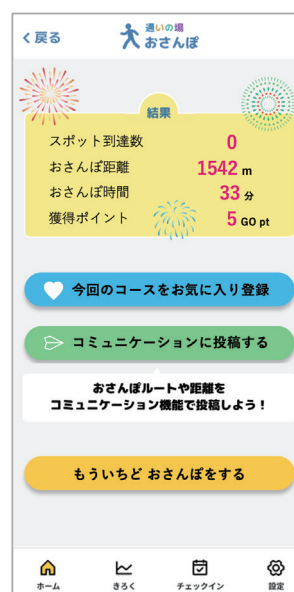 戻る
通いの場
おさんぽ
結果
スポット到達数 0
おさんぽ距離 1542 m
おさんぽ時間 33 分
獲得ポイント 5 GO pt
今回のコースをお気に入り登録
コミュニケーションに投稿する
おさんぽルートや距離を
コミュニケーション機能で投稿しよう！
もういちど おさんぽをする
ホーム きろく チェックイン 設定